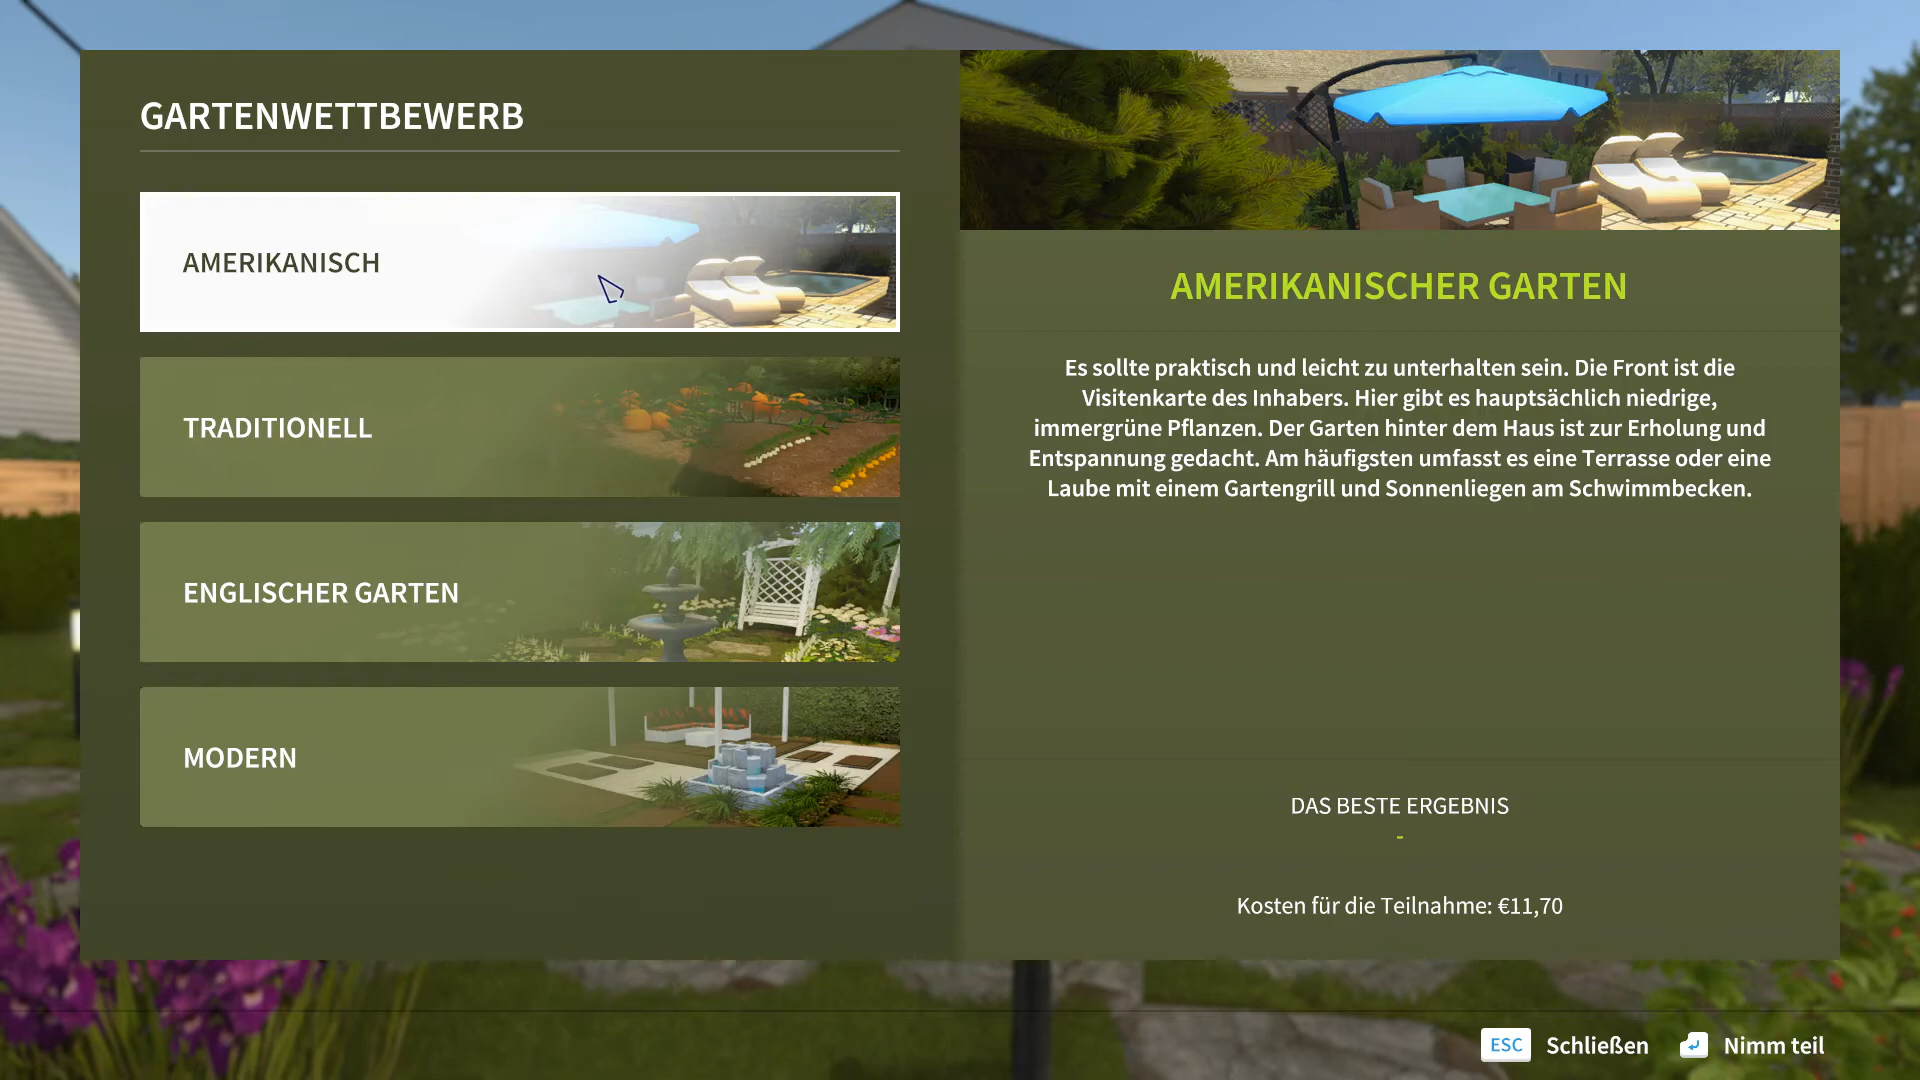 GARTENWETTBEWERB
AMERIKANISCH
TRADITIONELL
ENGLISCHER GARTEN
MODERN
AMERIKANISCHER GARTEN
Es sollte praktisch und leicht zu unterhalten sein. Die Front ist die
Visitenkarte des Inhabers. Hier gibt es hauptsächlich niedrige,
immergrüne Pflanzen. Der Garten hinter dem Haus ist zur Erholung und
Entspannung gedacht. Am häufigsten umfasst es eine Terrasse oder eine
Laube mit einem Gartengrill und Sonnenliegen am Schwimmbecken.
DAS BESTE ERGEBNIS
-
Kosten für die Teilnahme: €11,70
ESC Schließen Nimm teil